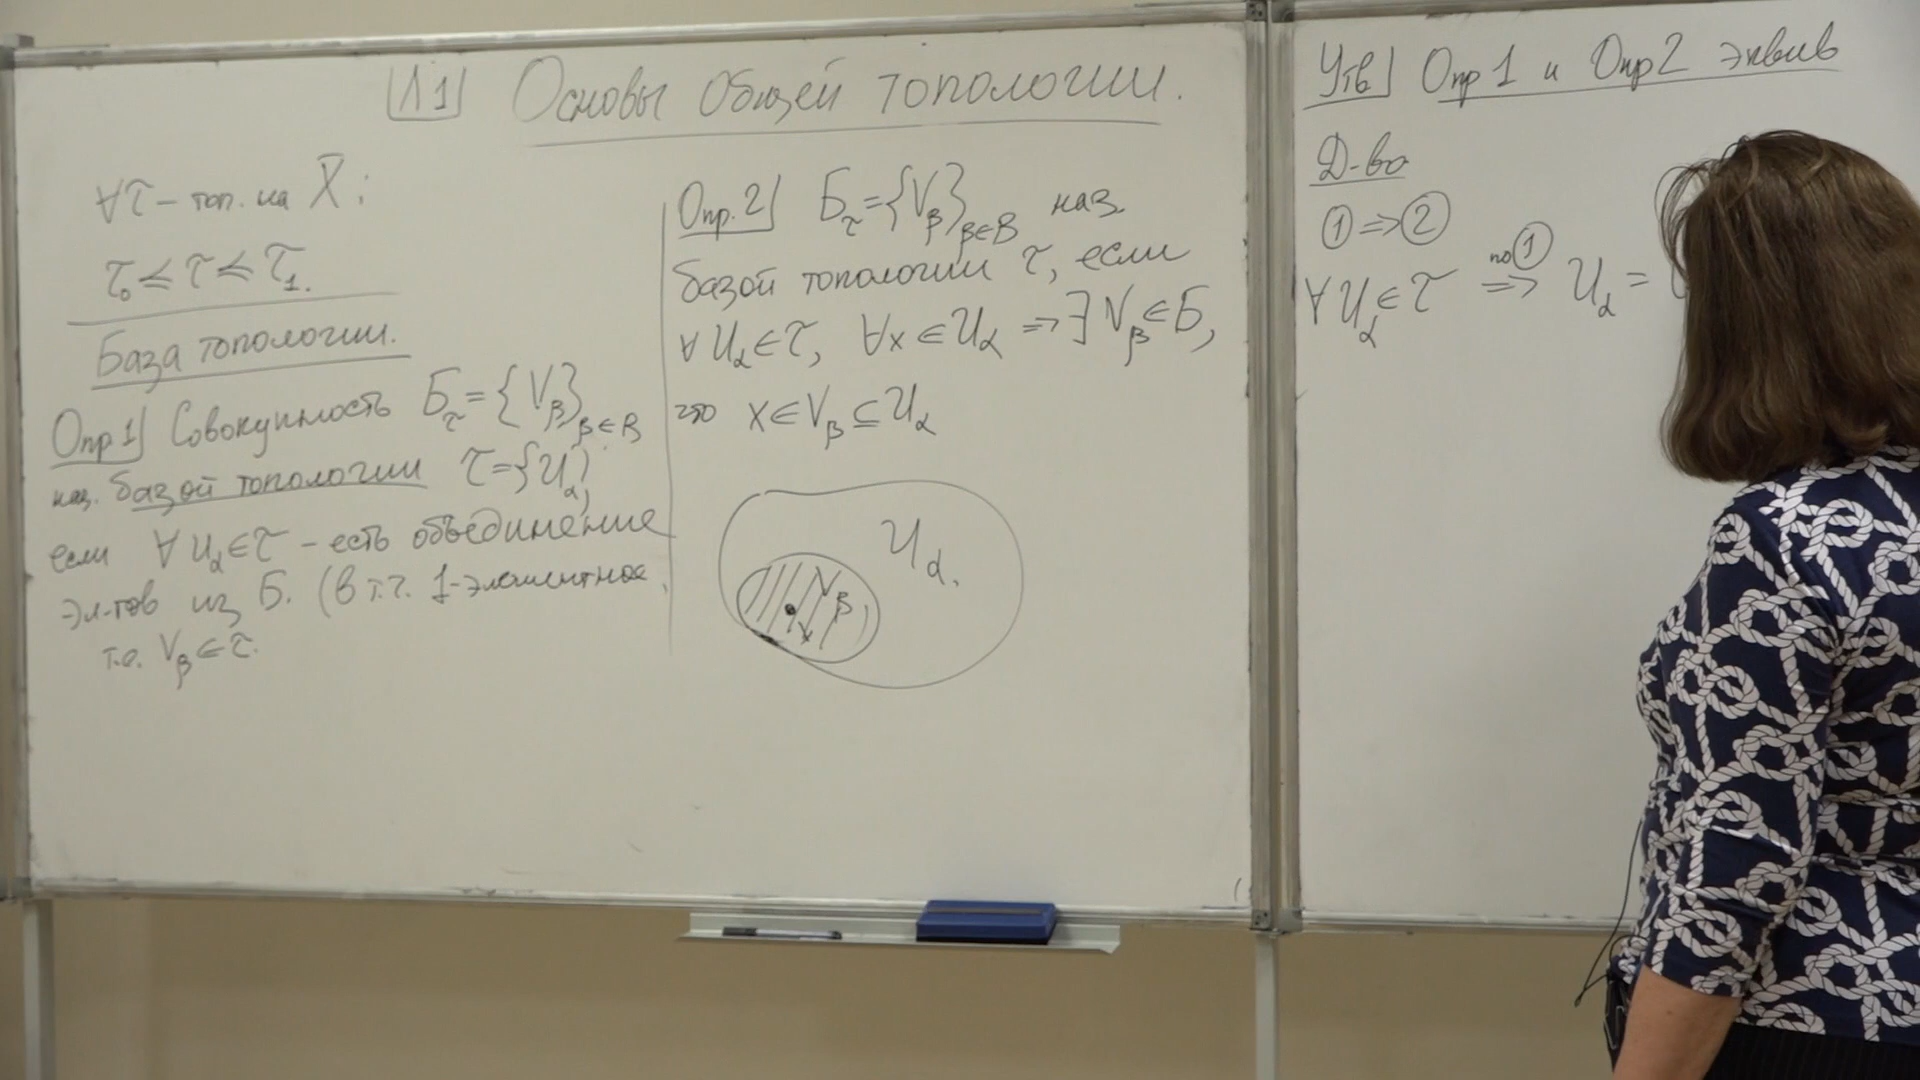 Л1 Основы общей топологии.
∀τ – топ. на X:
τ₀ ≤ τ ≤ τ₁.
База топологии.
Опр 1 Совокупность Б_τ = {V_β}_{β∈B}
наз. базой топологии τ = {U_α},
если ∀ U_α ∈ τ – есть объединение
эл-тов из Б. (в т.ч. 1-элементное,
т.е. V_β ∈ τ.
Опр. 2 Б_τ = {V_β}_{β∈B} наз.
базой топологии τ, если
∀ U_α ∈ τ, ∀x ∈ U_α ⇒ ∃ V_β ∈ Б,
что x ∈ V_β ⊆ U_α
U_α.
V_β
x
Утв Опр 1 и Опр 2 эквив
Д-во
① ⇒ ②
∀ U_α ∈ τ ⇒ по ① U_α =